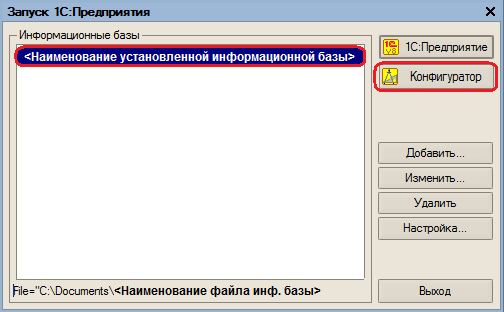 Запуск 1С:Предприятия
Информационные базы
<Наименование установленной информационной базы>
1С:Предприятие
Конфигуратор
Добавить...
Изменить...
Удалить
Настройка...
File="C:\Documents\<Наименование файла инф. базы>
Выход